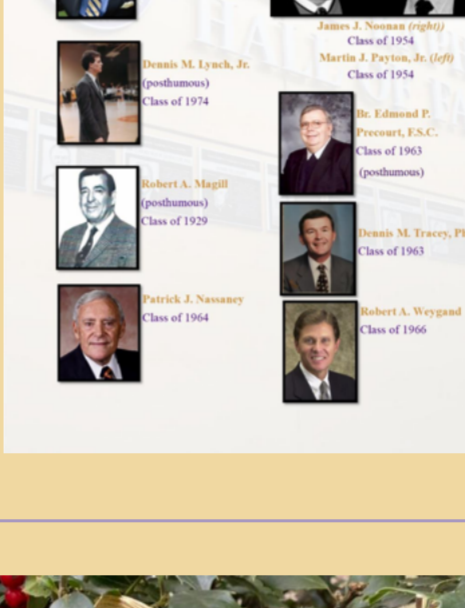 James J. Noonan (right))
Class of 1954
Martin J. Payton, Jr. (left)
Class of 1954
Dennis M. Lynch, Jr.
(posthumous)
Class of 1974
Br. Edmond P.
Precourt, F.S.C.
Class of 1963
(posthumous)
Robert A. Magill
(posthumous)
Class of 1929
Dennis M. Tracey, Ph
Class of 1963
Patrick J. Nassaney
Class of 1964
Robert A. Weygand
Class of 1966